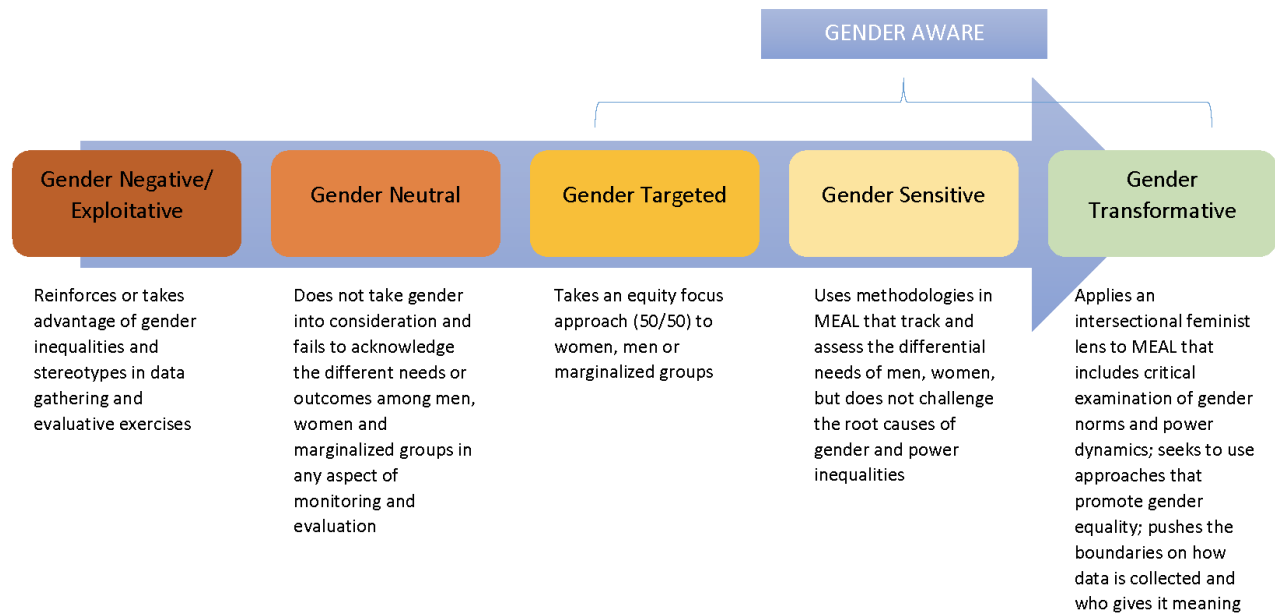 GENDER AWARE
Gender Negative/
Exploitative
Gender Neutral
Gender Targeted
Gender Sensitive
Gender
Transformative
Reinforces or takes
advantage of gender
inequalities and
stereotypes in data
gathering and
evaluative exercises
Does not take gender
into consideration and
fails to acknowledge
the different needs or
outcomes among men,
women and
marginalized groups in
any aspect of
monitoring and
evaluation
Takes an equity focus
approach (50/50) to
women, men or
marginalized groups
Uses methodologies in
MEAL that track and
assess the differential
needs of men, women,
but does not challenge
the root causes of
gender and power
inequalities
Applies an
intersectional feminist
lens to MEAL that
includes critical
examination of gender
norms and power
dynamics; seeks to use
approaches that
promote gender
equality; pushes the
boundaries on how
data is collected and
who gives it meaning